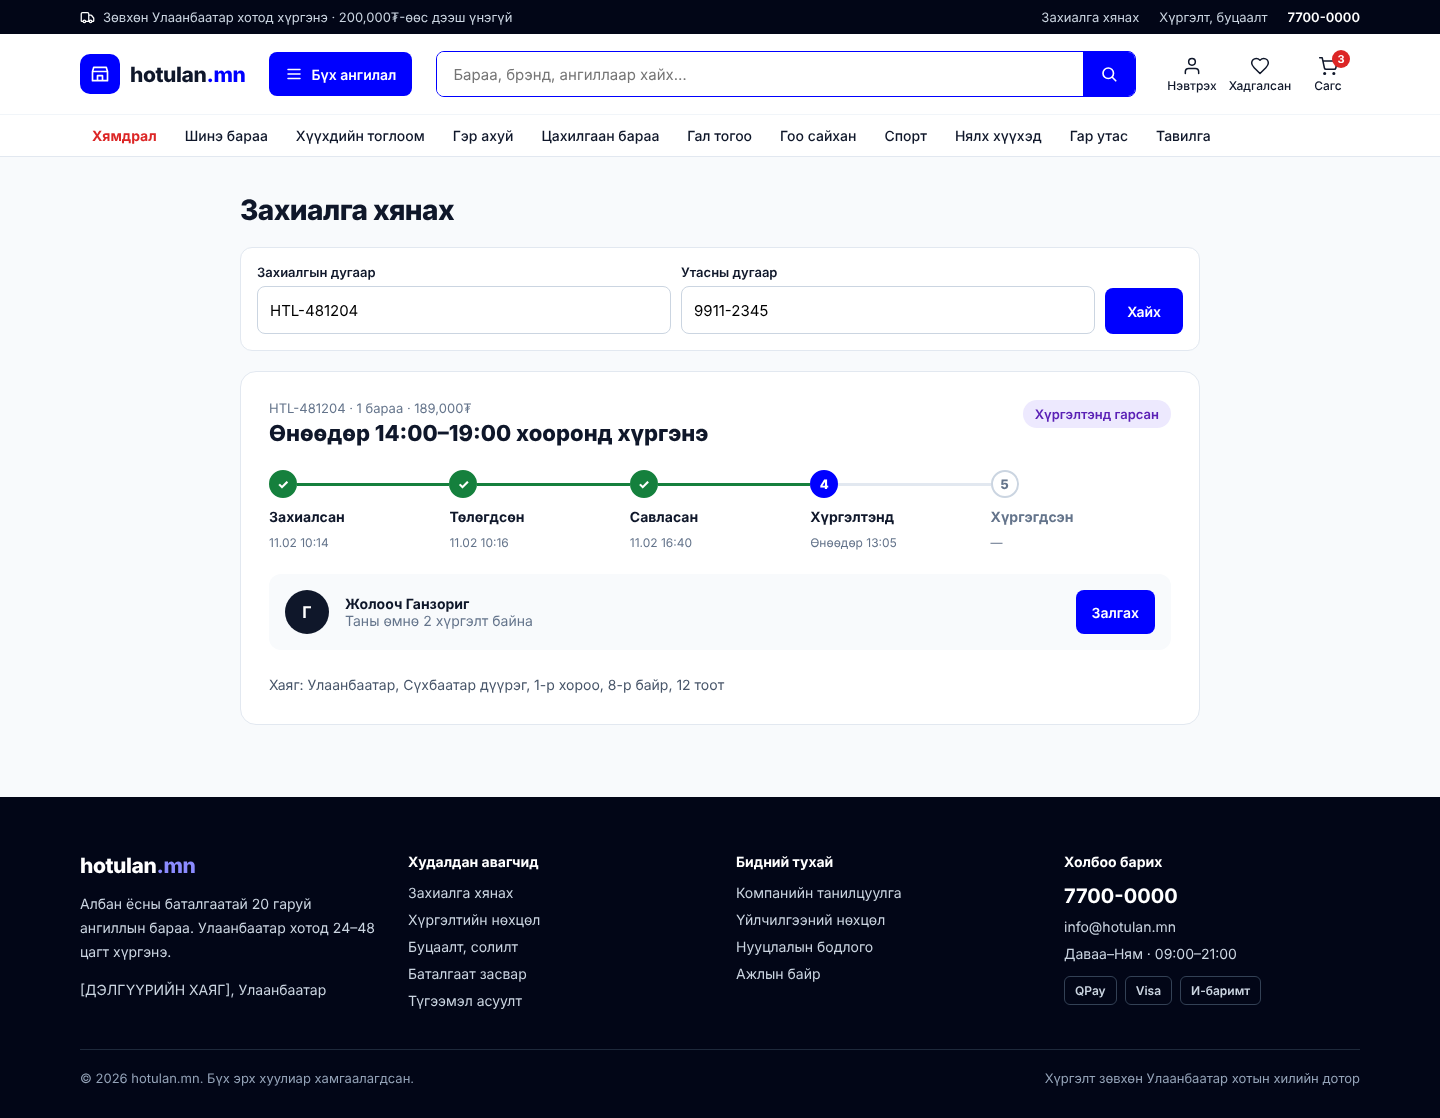 Зөвхөн Улаанбаатар хотод хүргэнэ · 200,000₮-өөс дээш үнэгүй
Захиалга хянах
Хүргэлт, буцаалт
7700-0000
hotulan.mn
Бүх ангилал
Бараа, брэнд, ангиллаар хайх...
Нэвтрэх
Хадгалсан
3
Сагс
Хямдрал
Шинэ бараа
Хүүхдийн тоглоом
Гэр ахуй
Цахилгаан бараа
Гал тогоо
Гоо сайхан
Спорт
Нялх хүүхэд
Гар утас
Тавилга
Захиалга хянах
Захиалгын дугаар
Утасны дугаар
HTL-481204
9911-2345
Хайх
HTL-481204 · 1 бараа · 189,000₮
Өнөөдөр 14:00–19:00 хооронд хүргэнэ
Хүргэлтэнд гарсан
✓
✓
✓
4
5
Захиалсан
Төлөгдсөн
Савласан
Хүргэлтэнд
Хүргэгдсэн
11.02 10:14
11.02 10:16
11.02 16:40
Өнөөдөр 13:05
—
Г
Жолооч Ганзориг
Таны өмнө 2 хүргэлт байна
Залгах
Хаяг: Улаанбаатар, Сүхбаатар дүүрэг, 1-р хороо, 8-р байр, 12 тоот
hotulan.mn
Албан ёсны баталгаатай 20 гаруй
ангиллын бараа. Улаанбаатар хотод 24–48
цагт хүргэнэ.
[ДЭЛГҮҮРИЙН ХАЯГ], Улаанбаатар
Худалдан авагчид
Захиалга хянах
Хүргэлтийн нөхцөл
Буцаалт, солилт
Баталгаат засвар
Түгээмэл асуулт
Бидний тухай
Компанийн танилцуулга
Үйлчилгээний нөхцөл
Нууцлалын бодлого
Ажлын байр
Холбоо барих
7700-0000
info@hotulan.mn
Даваа–Ням · 09:00–21:00
QPay
Visa
И-баримт
© 2026 hotulan.mn. Бүх эрх хуулиар хамгаалагдсан.
Хүргэлт зөвхөн Улаанбаатар хотын хилийн дотор